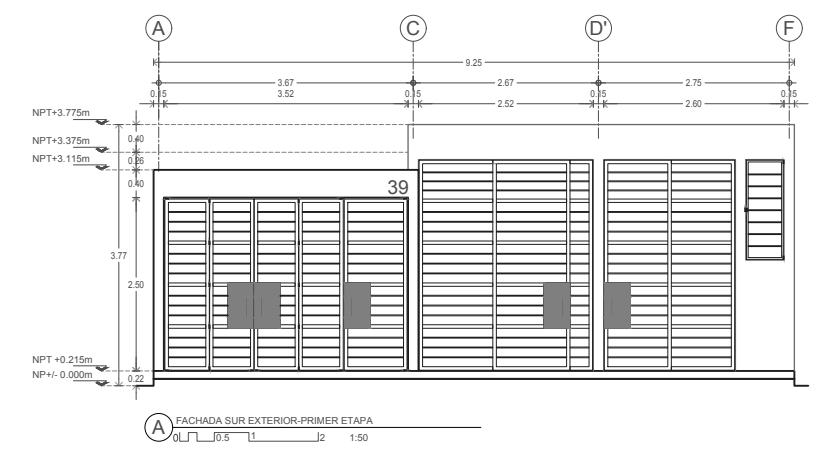 A C D' F
9.25
3.67 2.67 2.75
0.15 3.52 0.15 2.52 0.15 2.60 0.15
NPT+3.775m
0.40
NPT+3.375m
0.26
NPT+3.115m
0.40
39
3.77
2.50
NPT +0.215m
NP+/- 0.000m
0.22
A FACHADA SUR EXTERIOR-PRIMER ETAPA
0 0.5 1 2 1:50